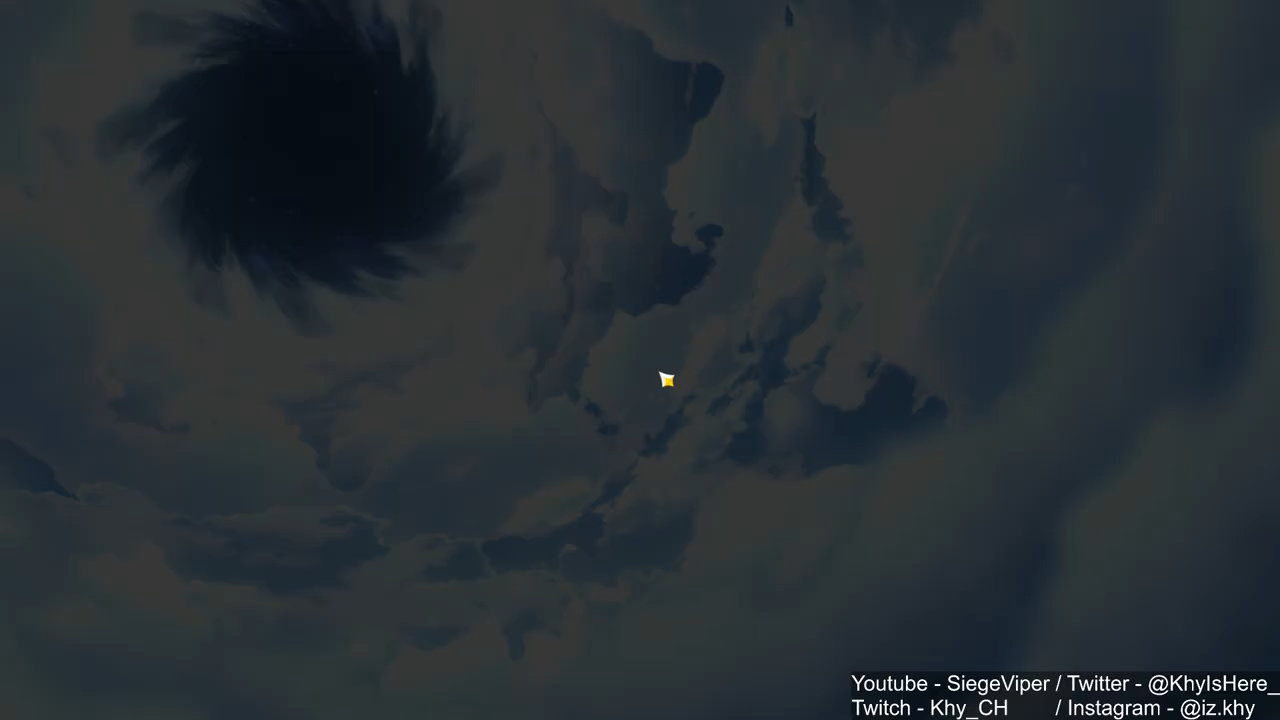 Youtube - SiegeViper / Twitter - @KhyIsHere_
Twitch - Khy_CH / Instagram - @iz.khy